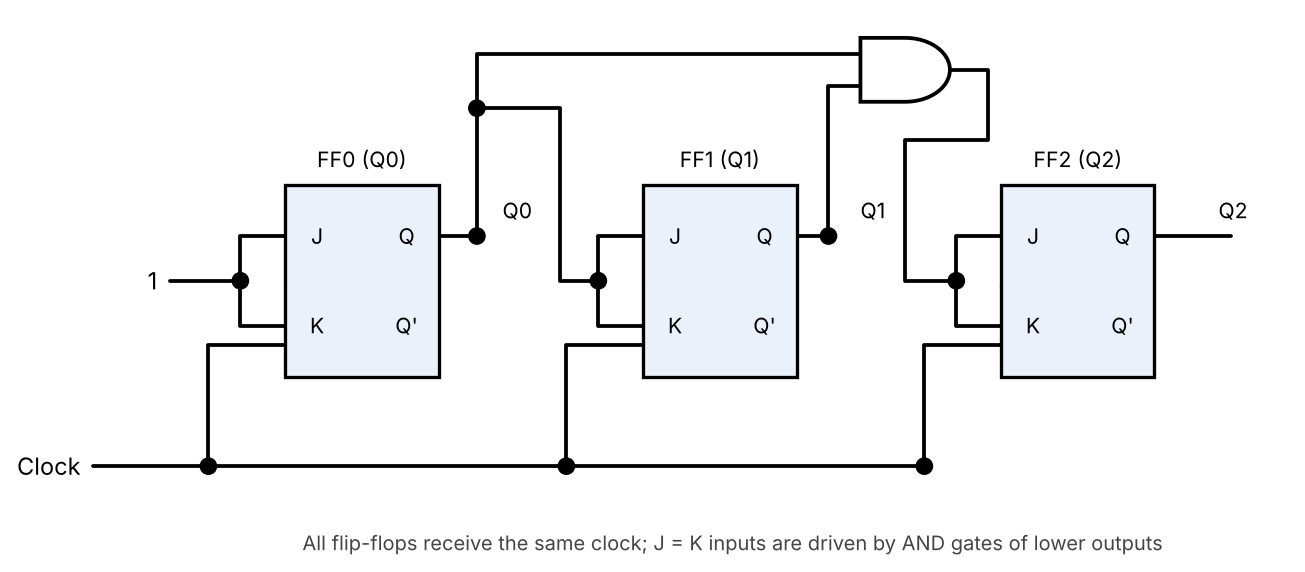 FF0 (Q0)
FF1 (Q1)
FF2 (Q2)
Q0
Q1
Q2
J
Q
J
Q
J
Q
1
K
Q'
K
Q'
K
Q'
Clock
All flip-flops receive the same clock; J = K inputs are driven by AND gates of lower outputs